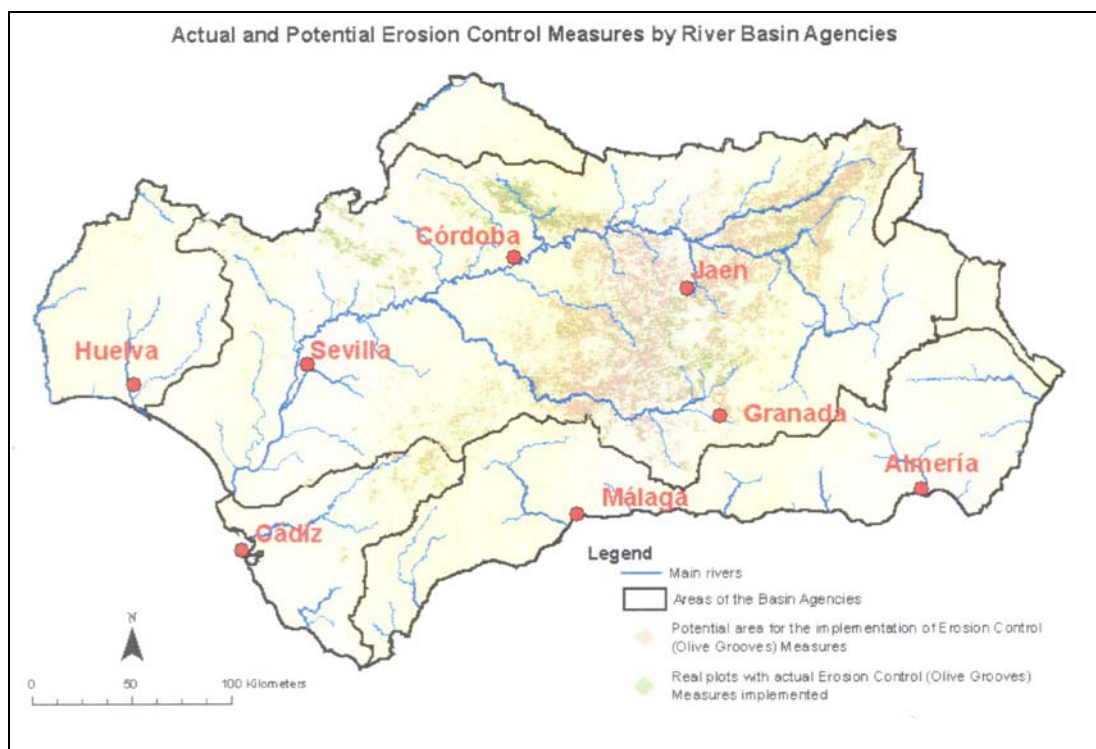 Actual and Potential Erosion Control Measures by River Basin Agencies
Córdoba
Jaen
Huelva
Sevilla
Granada
Almería
Málaga
Cádiz
Legend
Main rivers
Areas of the Basin Agencies
Potential area for the implementation of Erosion Control
(Olive Grooves) Measures
Real plots with actual Erosion Control (Olive Grooves)
Measures implemented
N
0 50 100 Kilometers